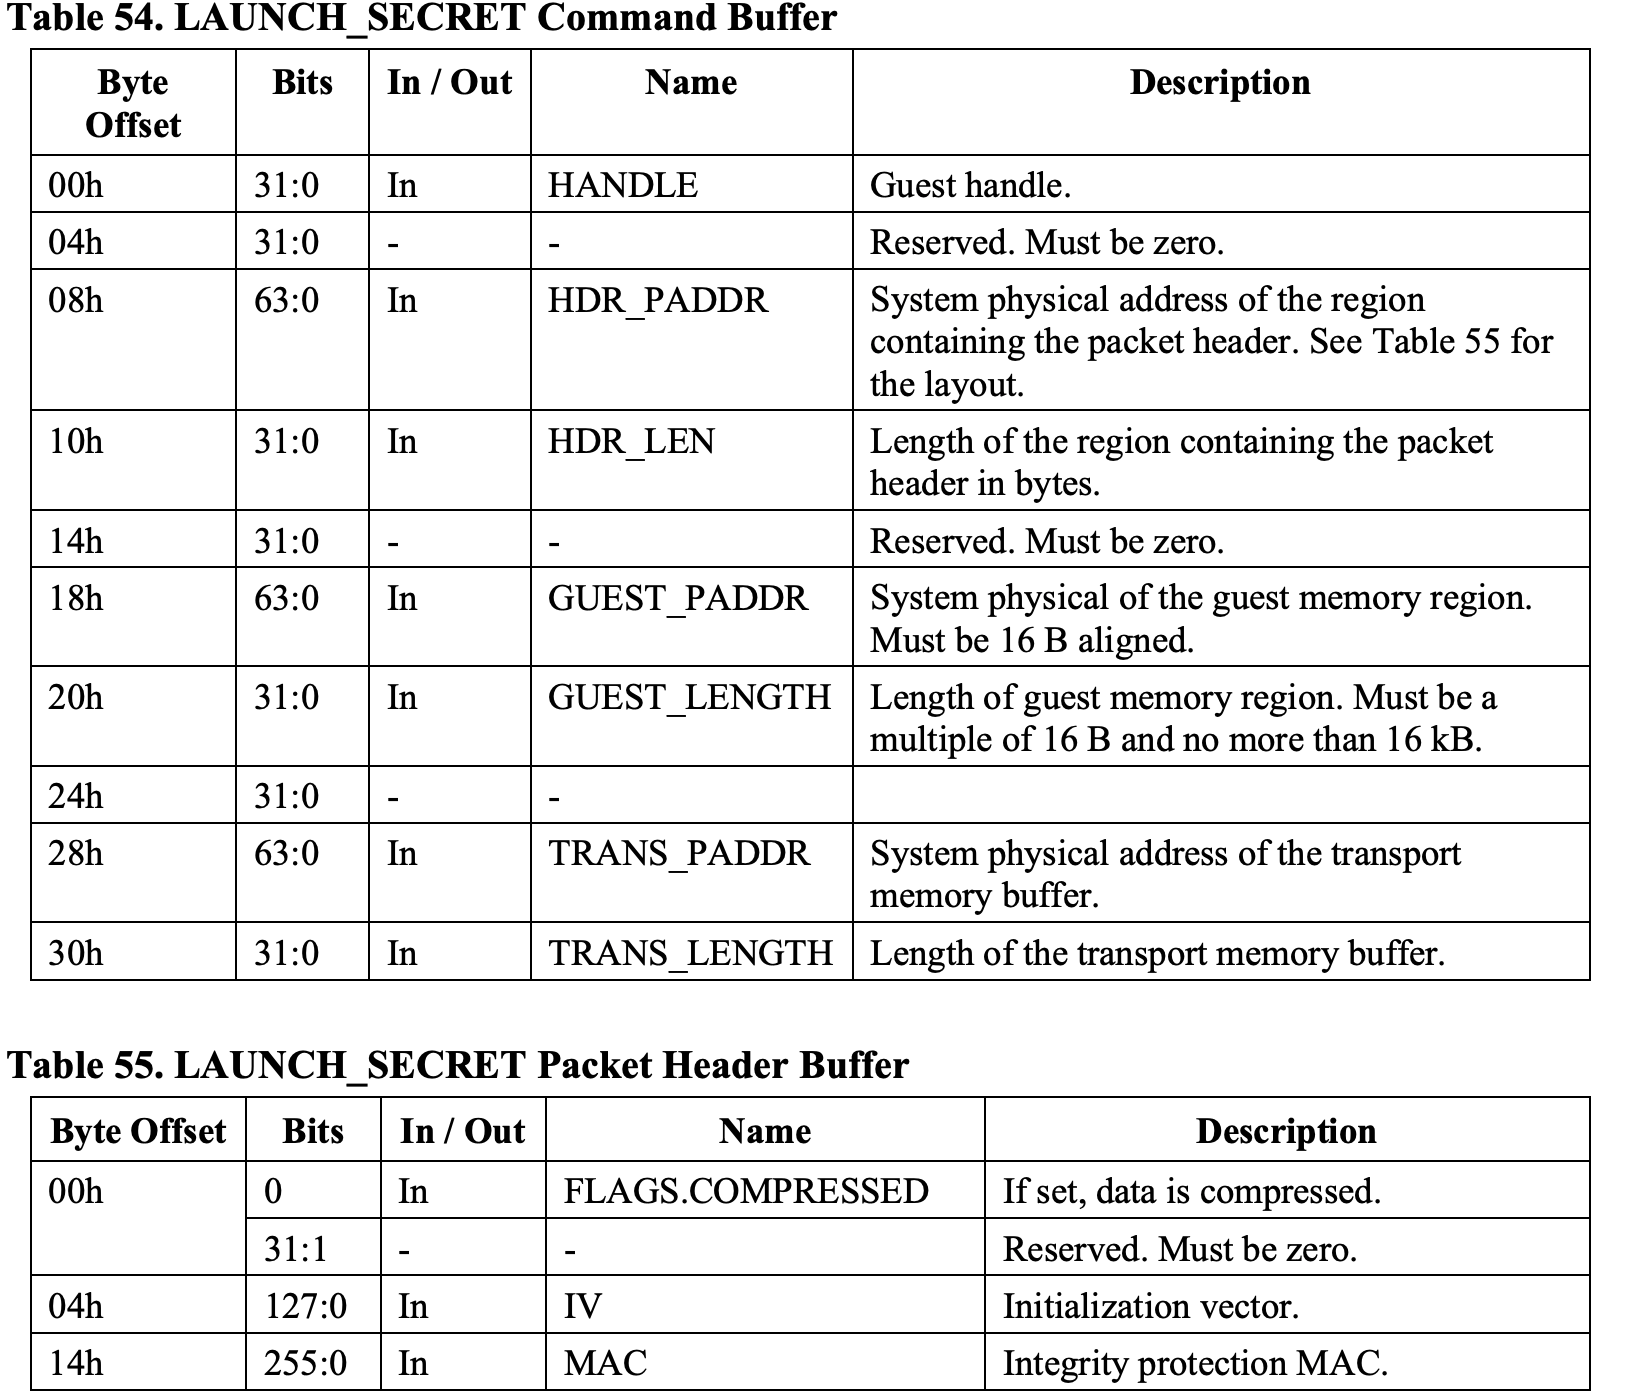 Table 54. LAUNCH_SECRET Command Buffer
Byte Offset Bits In / Out Name Description
00h 31:0 In HANDLE Guest handle.
04h 31:0 - - Reserved. Must be zero.
08h 63:0 In HDR_PADDR System physical address of the region
containing the packet header. See Table 55 for
the layout.
10h 31:0 In HDR_LEN Length of the region containing the packet
header in bytes.
14h 31:0 - - Reserved. Must be zero.
18h 63:0 In GUEST_PADDR System physical of the guest memory region.
Must be 16 B aligned.
20h 31:0 In GUEST_LENGTH Length of guest memory region. Must be a
multiple of 16 B and no more than 16 kB.
24h 31:0 - -
28h 63:0 In TRANS_PADDR System physical address of the transport
memory buffer.
30h 31:0 In TRANS_LENGTH Length of the transport memory buffer.
Table 55. LAUNCH_SECRET Packet Header Buffer
Byte Offset Bits In / Out Name Description
00h 0 In FLAGS.COMPRESSED If set, data is compressed.
31:1 - - Reserved. Must be zero.
04h 127:0 In IV Initialization vector.
14h 255:0 In MAC Integrity protection MAC.